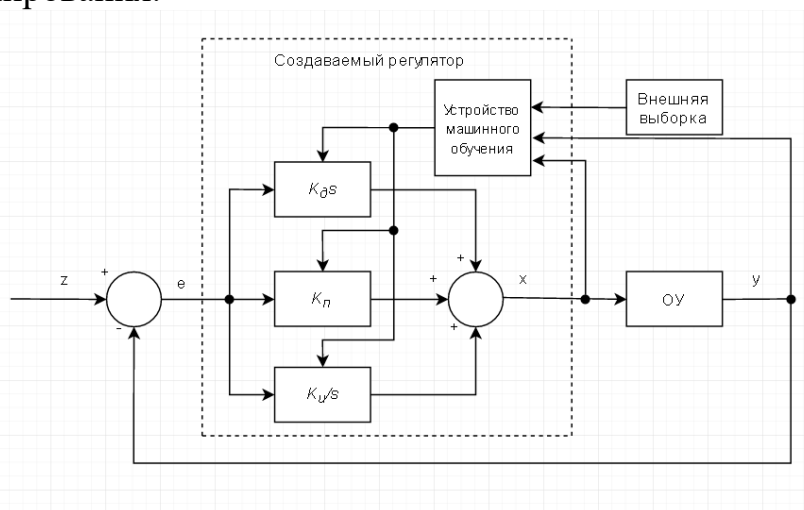 Создаваемый регулятор
Устройство
машинного
обучения
Внешняя
выборка
Kдs
z
+
-
e
Kп
+
+
+
x
ОУ
y
Kи/s